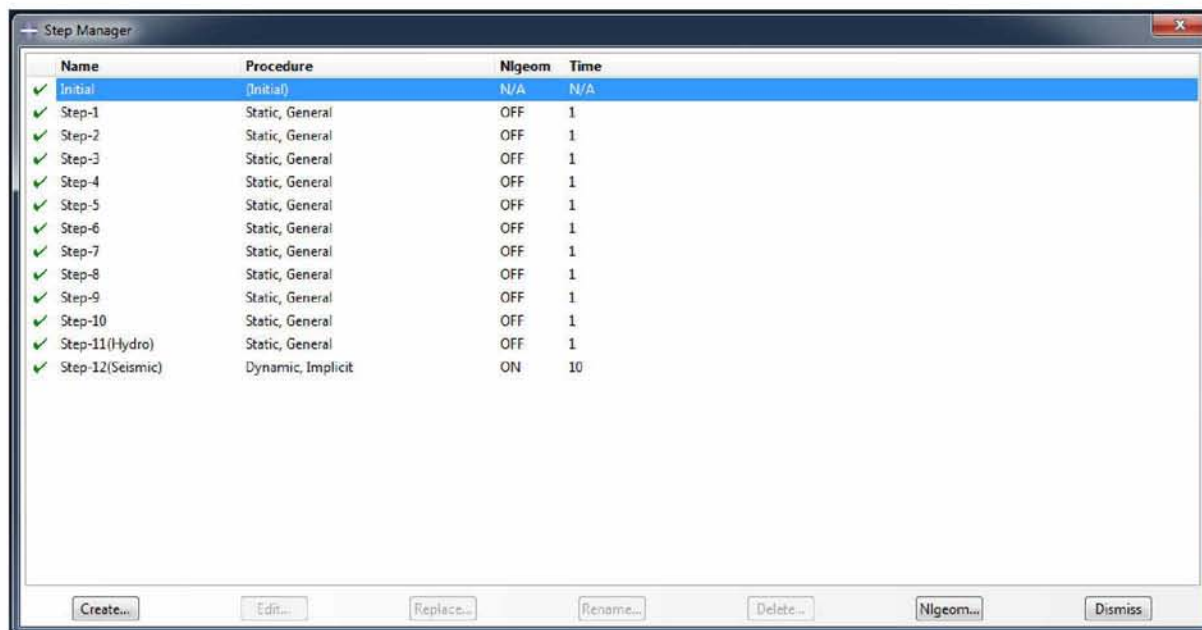 Step Manager
Name Procedure Nlgeom Time
Initial (Initial) N/A N/A
Step-1 Static, General OFF 1
Step-2 Static, General OFF 1
Step-3 Static, General OFF 1
Step-4 Static, General OFF 1
Step-5 Static, General OFF 1
Step-6 Static, General OFF 1
Step-7 Static, General OFF 1
Step-8 Static, General OFF 1
Step-9 Static, General OFF 1
Step-10 Static, General OFF 1
Step-11(Hydro) Static, General OFF 1
Step-12(Seismic) Dynamic, Implicit ON 10
Create... Edit... Replace... Rename... Delete... Nlgeom... Dismiss